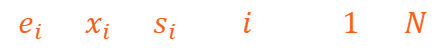 eᵢ xᵢ sᵢ i 1 N